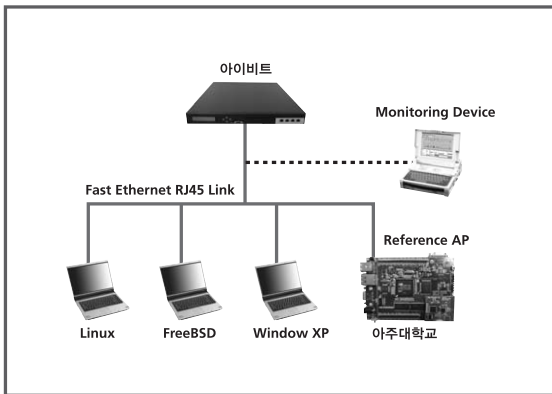 아이비트
Monitoring Device
Fast Ethernet RJ45 Link
Reference AP
Linux
FreeBSD
Window XP
아주대학교